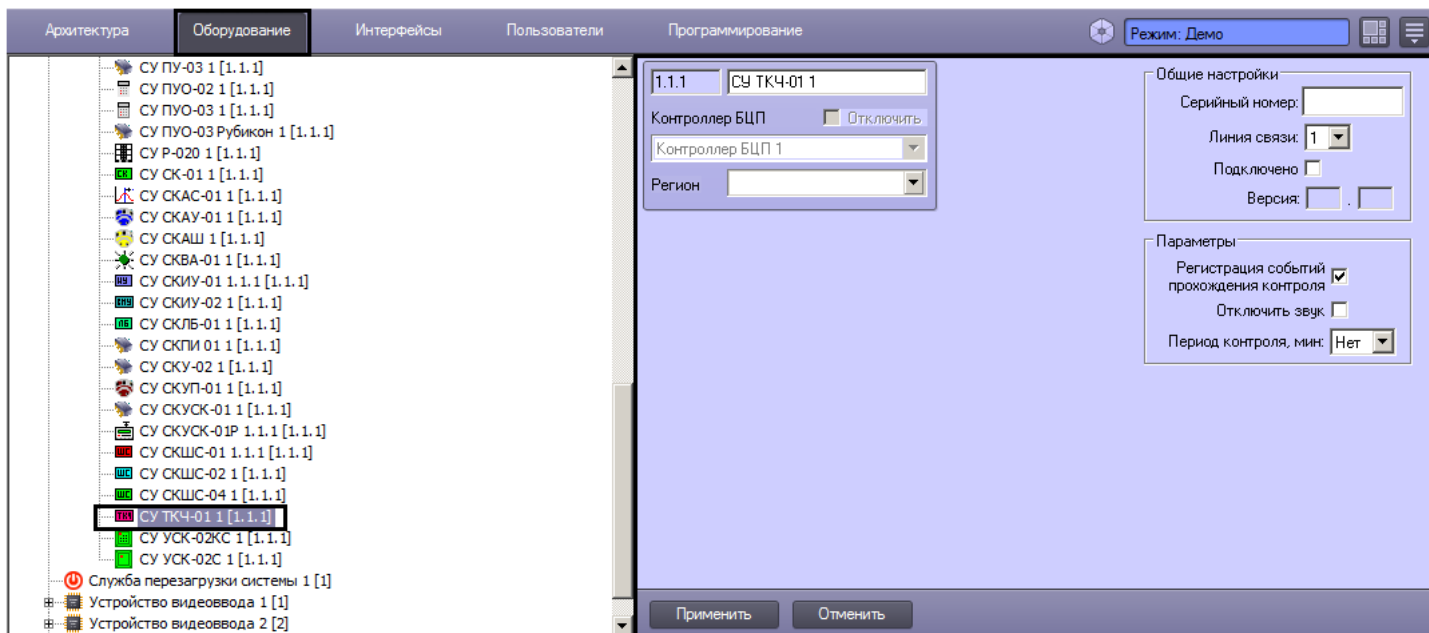 Архитектура Оборудование Интерфейсы Пользователи Программирование Режим: Демо
СУ ПУ-03 1 [1.1.1]
СУ ПУО-02 1 [1.1.1]
СУ ПУО-03 1 [1.1.1]
СУ ПУО-03 Рубикон 1 [1.1.1]
СУ Р-020 1 [1.1.1]
СК СУ СК-01 1 [1.1.1]
СУ СКАС-01 1 [1.1.1]
СУ СКАУ-01 1 [1.1.1]
СУ СКАШ 1 [1.1.1]
СУ СКВА-01 1 [1.1.1]
ИУ СУ СКИУ-01 1.1.1 [1.1.1]
СУ СКИУ-02 1 [1.1.1]
ЛБ СУ СКЛБ-01 1 [1.1.1]
СУ СКПИ 01 1 [1.1.1]
СУ СКУ-02 1 [1.1.1]
СУ СКУП-01 1 [1.1.1]
СУ СКУСК-01 1 [1.1.1]
СУ СКУСК-01Р 1.1.1 [1.1.1]
ШС СУ СКШС-01 1.1.1 [1.1.1]
ШС СУ СКШС-02 1 [1.1.1]
ШС СУ СКШС-04 1 [1.1.1]
ТКЧ СУ ТКЧ-01 1 [1.1.1]
СУ УСК-02КС 1 [1.1.1]
СУ УСК-02С 1 [1.1.1]
Служба перезагрузки системы 1 [1]
Устройство видеоввода 1 [1]
Устройство видеоввода 2 [2]
1.1.1 СУ ТКЧ-01 1
Контроллер БЦП Отключить
Контроллер БЦП 1
Регион
Общие настройки
Серийный номер:
Линия связи: 1
Подключено
Версия: .
Параметры
Регистрация событий
прохождения контроля
Отключить звук
Период контроля, мин: Нет
Применить Отменить